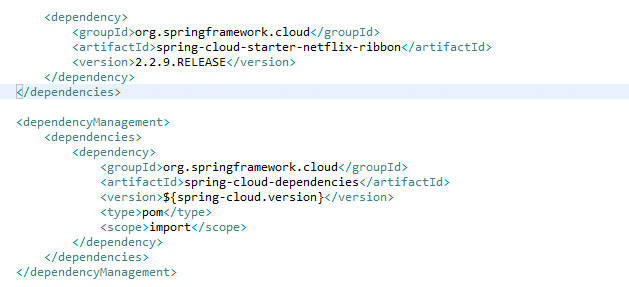 <dependency>
<groupId>org.springframework.cloud</groupId>
<artifactId>spring-cloud-starter-netflix-ribbon</artifactId>
<version>2.2.9.RELEASE</version>
</dependency>
</dependencies>
<dependencyManagement>
<dependencies>
<dependency>
<groupId>org.springframework.cloud</groupId>
<artifactId>spring-cloud-dependencies</artifactId>
<version>${spring-cloud.version}</version>
<type>pom</type>
<scope>import</scope>
</dependency>
</dependencies>
</dependencyManagement>